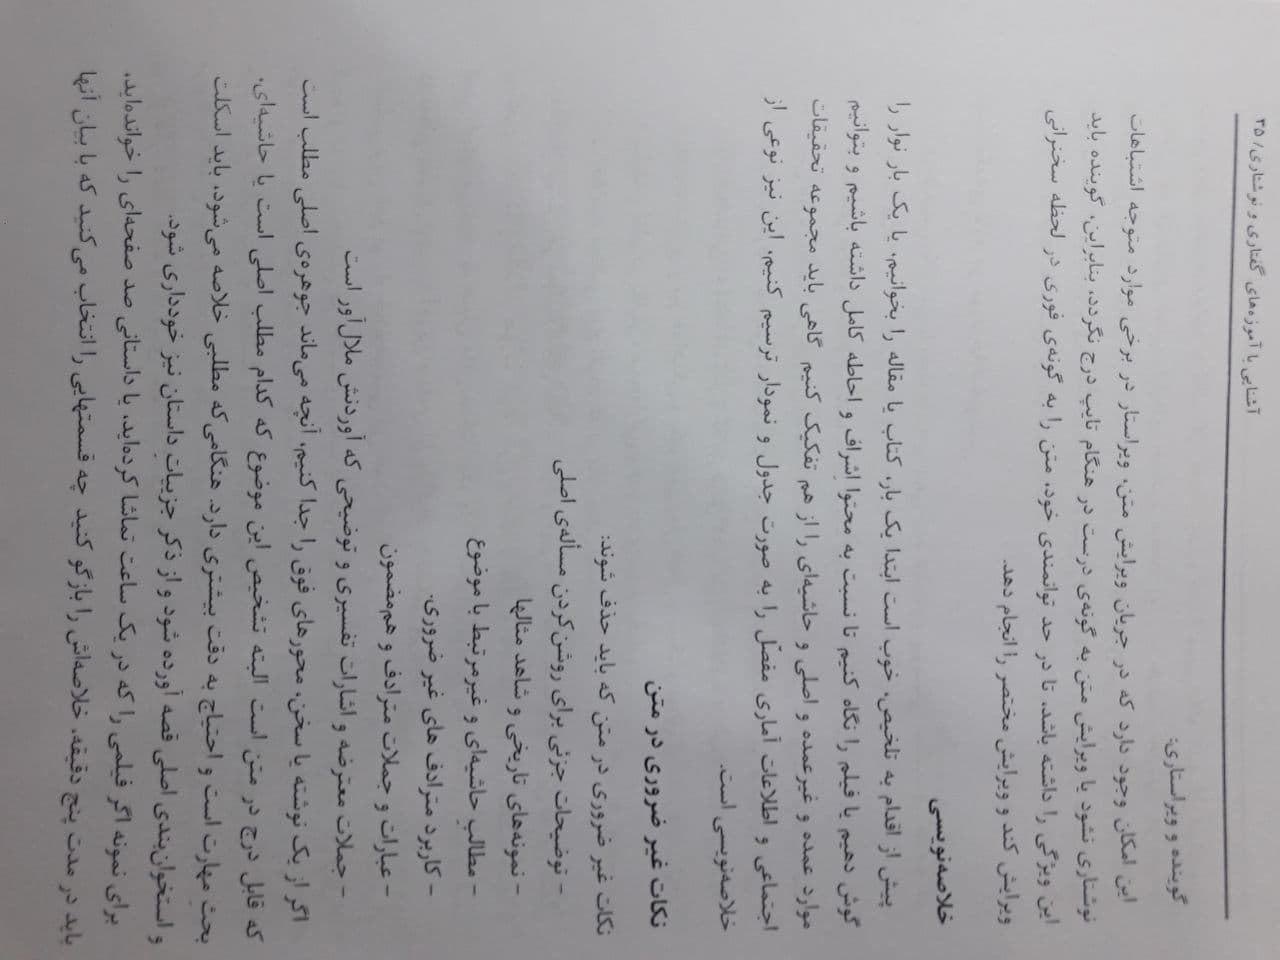 آشنایی با آموزه‌های گفتاری و نوشتاری/ ۳۵
گوینده و ویراستاری:
این امکان وجود دارد که در جریان ویرایش متن، ویراستار در برخی موارد متوجه اشتباهات
نوشتاری نشود یا ویرایش متن به گونه‌ی درست در هنگام تایپ درج نگردد، بنابراین، گوینده باید
این ویژگی را داشته باشد، تا در حد توانمندی خود، متن را به گونه‌ی فوری در لحظه سخنرانی
ویرایش کند و ویرایش مختصر را انجام دهد.
خلاصه‌نویسی
پیش از اقدام به تلخیص، خوب است ابتدا یک بار، کتاب یا مقاله را بخوانیم، یا یک بار نوار را
گوش دهیم یا فیلم را نگاه کنیم تا نسبت به محتوا اِشراف و احاطه کامل داشته باشیم و بتوانیم
موارد عمده و غیرعمده و اصلی و حاشیه‌ای را از هم تفکیک کنیم گاهی باید مجموعه تحقیقات
اجتماعی و اطلاعات آماری مفصّل را به صورت جدول و نمودار ترسیم کنیم، این نیز نوعی از
خلاصه‌نویسی است.
نکات غیر ضروری در متن
نکات غیر ضروری در متن که باید حذف شوند:
– توضیحات جزئی برای روشن‌کردن مسأله‌ی اصلی
– نمونه‌های تاریخی و شاهد مثالها
– مطالبِ حاشیه‌ای و غیرمرتبط با موضوع
– کاربرد مترادف های غیر ضروری.
– عبارات و جملات مترادف و هم‌مضمون
– جملات معترضه و اشارات تفسیری و توضیحی که آوردنش ملال‌آور است
اگر از یک نوشته یا سخن، محورهای فوق را جدا کنیم، آنچه می‌ماند جوهره‌ی اصلی مطلب است
که قابل درج در متن است البته تشخیص این موضوع که کدام مطلب اصلی است یا حاشیه‌ای،
بحثِ مهارت است و احتیاج به دقت بیشتری دارد. هنگامی‌که مطلبی خلاصه می‌شود، باید اسکلت
و استخوان‌بندی اصلی قصه آورده شود و از ذکر جزییاتِ داستان نیز خودداری شود.
برای نمونه اگر فیلمی را که در یک ساعت تماشا کرده‌اید، یا داستانی صد صفحه‌ای را خوانده‌اید،
باید در مدت پنج دقیقه، خلاصه‌اش را بازگو کنید چه قسمتهایی را انتخاب می‌کنید که با بیان آنها